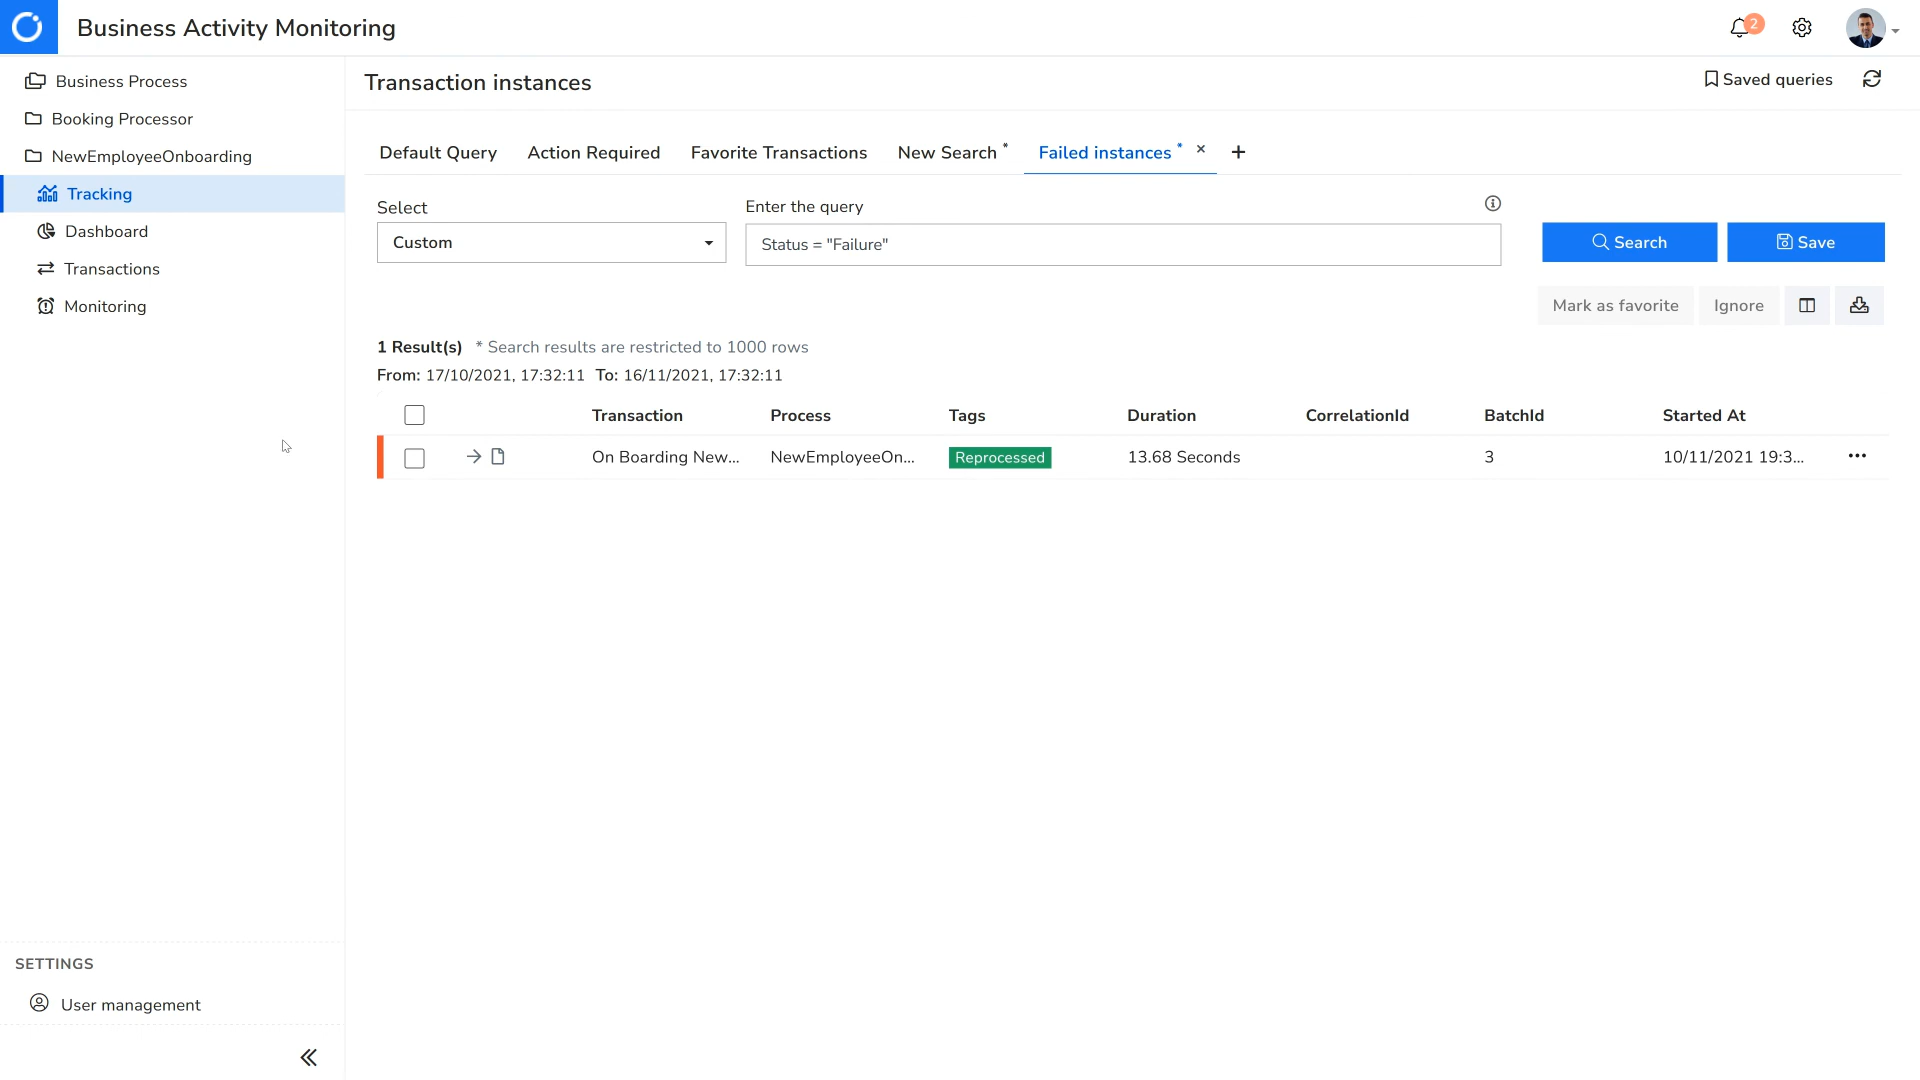 Business Activity Monitoring
2
Business Process
Booking Processor
NewEmployeeOnboarding
Tracking
Dashboard
Transactions
Monitoring
SETTINGS
User management
Transaction instances
Saved queries
Default Query
Action Required
Favorite Transactions
New Search *
Failed instances *
Select
Custom
Enter the query
Status = "Failure"
Search
Save
Mark as favorite
Ignore
1 Result(s) * Search results are restricted to 1000 rows
From: 17/10/2021, 17:32:11 To: 16/11/2021, 17:32:11
Transaction Process Tags Duration CorrelationId BatchId Started At
On Boarding New... NewEmployeeOn... Reprocessed 13.68 Seconds 3 10/11/2021 19:3...